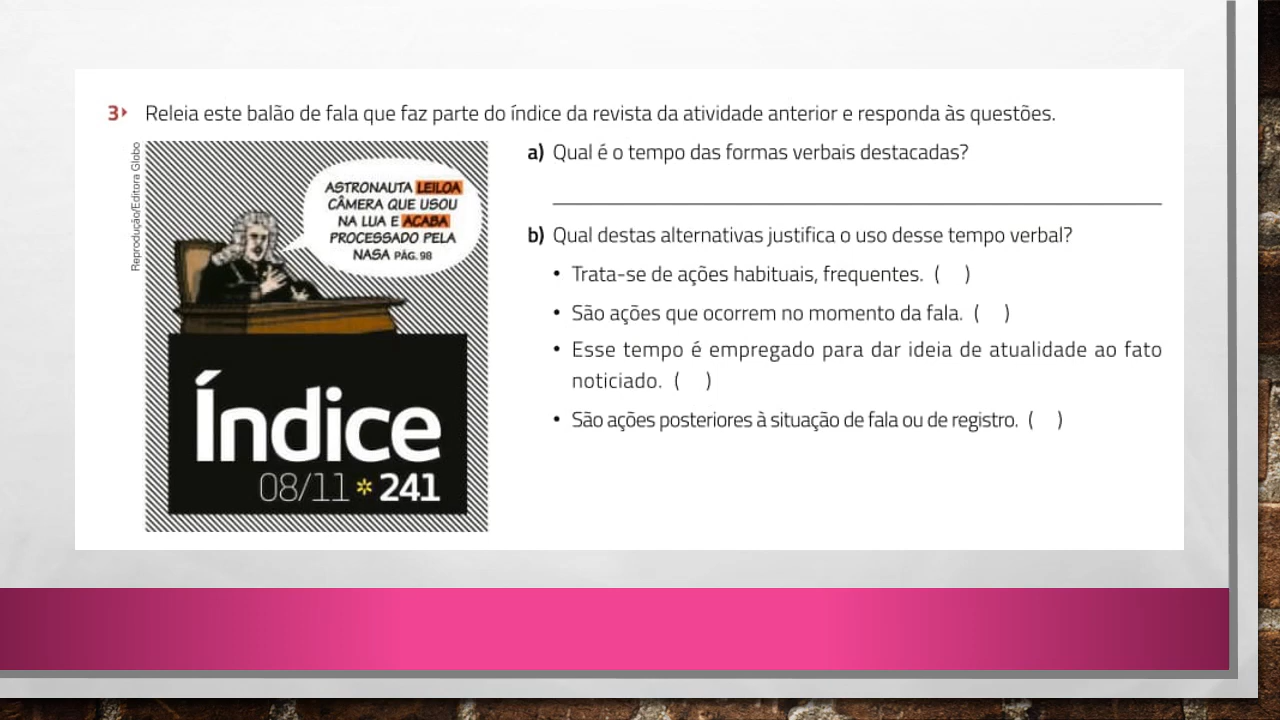 3 Releia este balão de fala que faz parte do índice da revista da atividade anterior e responda às questões.
Reprodução/Editora Globo
ASTRONAUTA LEILOA
CÂMERA QUE USOU
NA LUA E ACABA
PROCESSADO PELA
NASA PÁG. 98
Índice
08/11 * 241
a) Qual é o tempo das formas verbais destacadas?
b) Qual destas alternativas justifica o uso desse tempo verbal?
• Trata-se de ações habituais, frequentes. ( )
• São ações que ocorrem no momento da fala. ( )
• Esse tempo é empregado para dar ideia de atualidade ao fato
noticiado. ( )
• São ações posteriores à situação de fala ou de registro. ( )